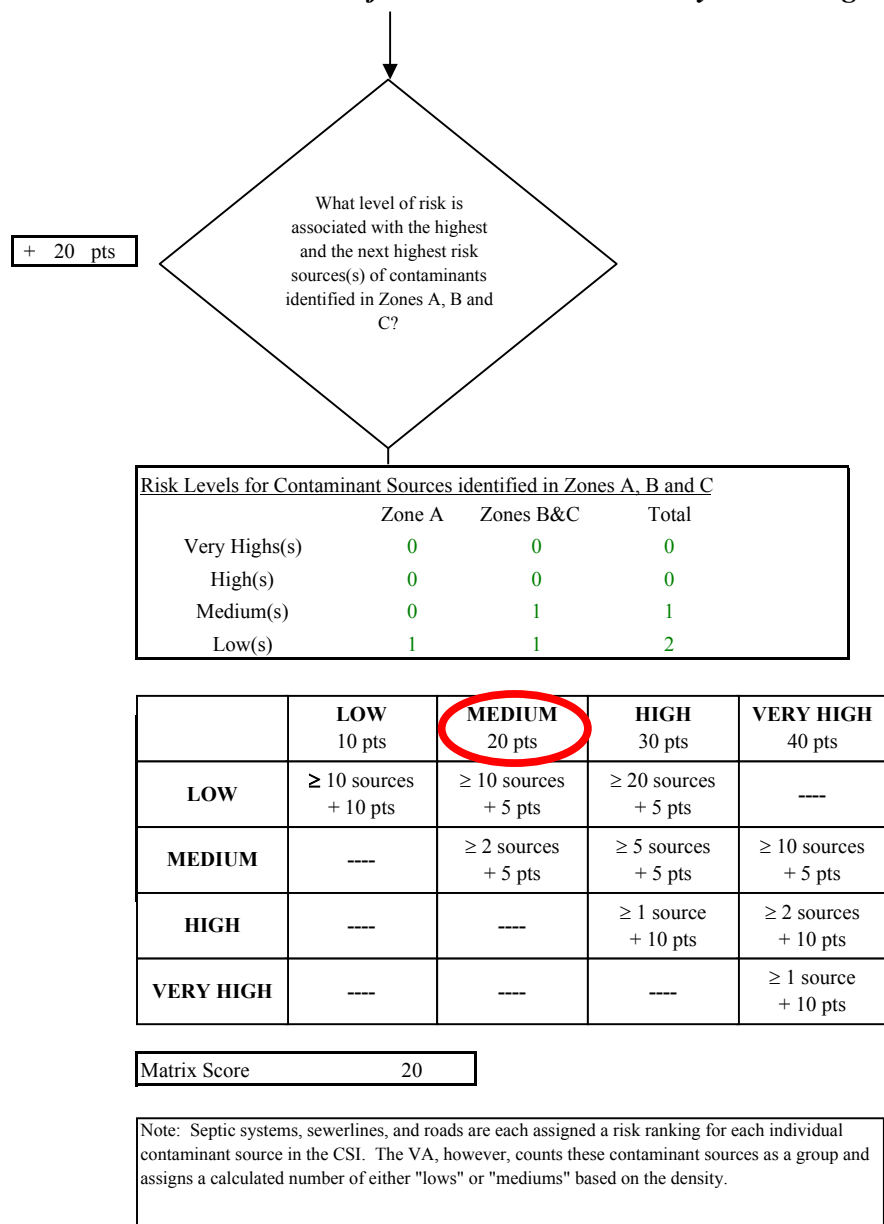 What level of risk is
associated with the highest
and the next highest risk
sources(s) of contaminants
identified in Zones A, B and
C?
+ 20 pts
Risk Levels for Contaminant Sources identified in Zones A, B and C
Zone A Zones B&C Total
Very Highs(s) 0 0 0
High(s) 0 0 0
Medium(s) 0 1 1
Low(s) 1 1 2
LOW MEDIUM HIGH VERY HIGH
10 pts 20 pts 30 pts 40 pts
LOW ≥ 10 sources ≥ 10 sources ≥ 20 sources ----
+ 10 pts + 5 pts + 5 pts
MEDIUM ---- ≥ 2 sources ≥ 5 sources ≥ 10 sources
+ 5 pts + 5 pts + 5 pts
HIGH ---- ---- ≥ 1 source ≥ 2 sources
+ 10 pts + 10 pts
VERY HIGH ---- ---- ---- ≥ 1 source
+ 10 pts
Matrix Score 20
Note: Septic systems, sewerlines, and roads are each assigned a risk ranking for each individual
contaminant source in the CSI. The VA, however, counts these contaminant sources as a group and
assigns a calculated number of either "lows" or "mediums" based on the density.